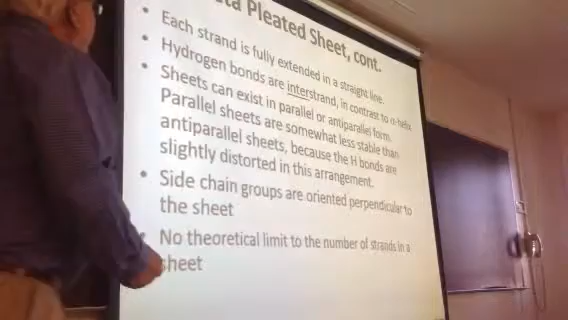 Pleated Sheet, cont.
• Each strand is fully extended in a straight line.
• Hydrogen bonds are interstrand, in contrast to α-helix
• Sheets can exist in parallel or antiparallel form.
Parallel sheets are somewhat less stable than
antiparallel sheets, because the H bonds are
slightly distorted in this arrangement.
• Side chain groups are oriented perpendicular to
the sheet
• No theoretical limit to the number of strands in a
sheet